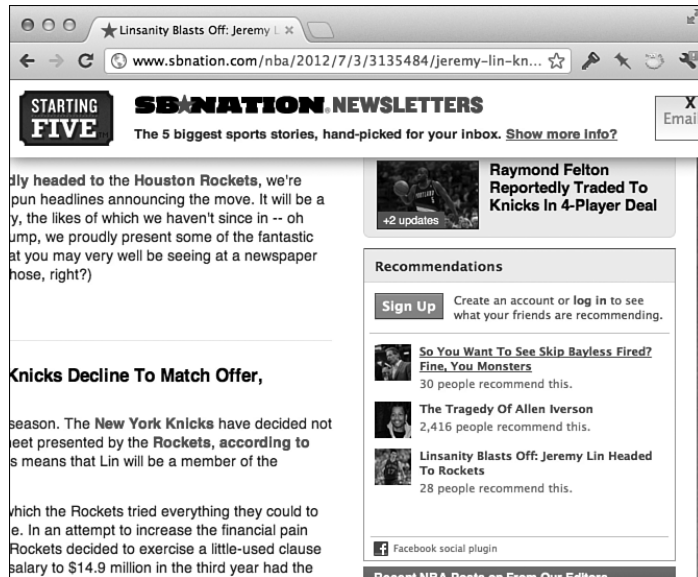 Linsanity Blasts Off: Jeremy L
www.sbnation.com/nba/2012/7/3/3135484/jeremy-lin-kn...
STARTING
FIVE
SB★NATION.NEWSLETTERS
The 5 biggest sports stories, hand-picked for your inbox. Show more info?
X
Email
dly headed to the Houston Rockets, we're
pun headlines announcing the move. It will be a
y, the likes of which we haven't since in -- oh
ump, we proudly present some of the fantastic
at you may very well be seeing at a newspaper
hose, right?)
Knicks Decline To Match Offer,
season. The New York Knicks have decided not
neet presented by the Rockets, according to
s means that Lin will be a member of the
which the Rockets tried everything they could to
e. In an attempt to increase the financial pain
Rockets decided to exercise a little-used clause
salary to $14.9 million in the third year had the
+2 updates
Raymond Felton
Reportedly Traded To
Knicks In 4-Player Deal
Recommendations
Sign Up
Create an account or log in to see
what your friends are recommending.
So You Want To See Skip Bayless Fired?
Fine, You Monsters
30 people recommend this.
The Tragedy Of Allen Iverson
2,416 people recommend this.
Linsanity Blasts Off: Jeremy Lin Headed
To Rockets
28 people recommend this.
Facebook social plugin
Recent NBA Posts on From Our Editors